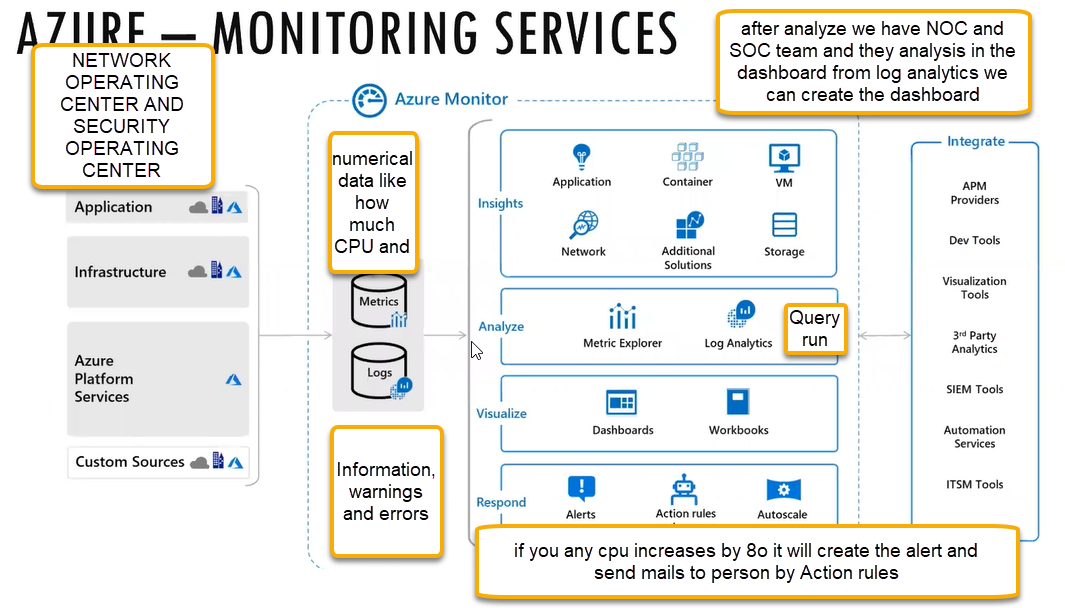 AZURE — MONITORING SERVICES
NETWORK
OPERATING
CENTER AND
SECURITY
OPERATING
CENTER
after analyze we have NOC and
SOC team and they analysis in the
dashboard from log analytics we
can create the dashboard
Azure Monitor
Application
Infrastructure
Azure
Platform
Services
Custom Sources
numerical
data like
how
much
CPU and
Metrics
Logs
Information,
warnings
and errors
Insights
Application
Container
VM
Network
Additional
Solutions
Storage
Analyze
Metric Explorer
Log Analytics
Query
run
Visualize
Dashboards
Workbooks
Respond
Alerts
Action rules
Autoscale
if you any cpu increases by 8o it will create the alert and
send mails to person by Action rules
Integrate
APM
Providers
Dev Tools
Visualization
Tools
3rd Party
Analytics
SIEM Tools
Automation
Services
ITSM Tools